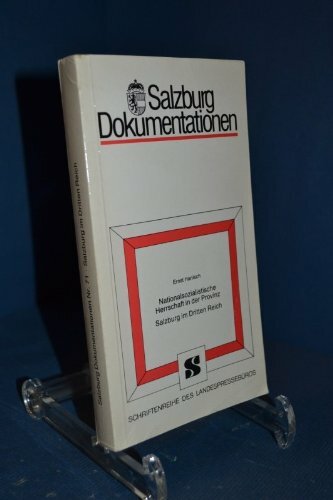 Salzburg
Dokumentationen
Ernst Hanisch
Nationalsozialistische
Herrschaft in der Provinz
Salzburg im Dritten Reich
S
SCHRIFTENREIHE DES LANDESPRESSEBÜROS
Salzburg Dokumentationen Nr. 71 · Salzburg im Dritten Reich